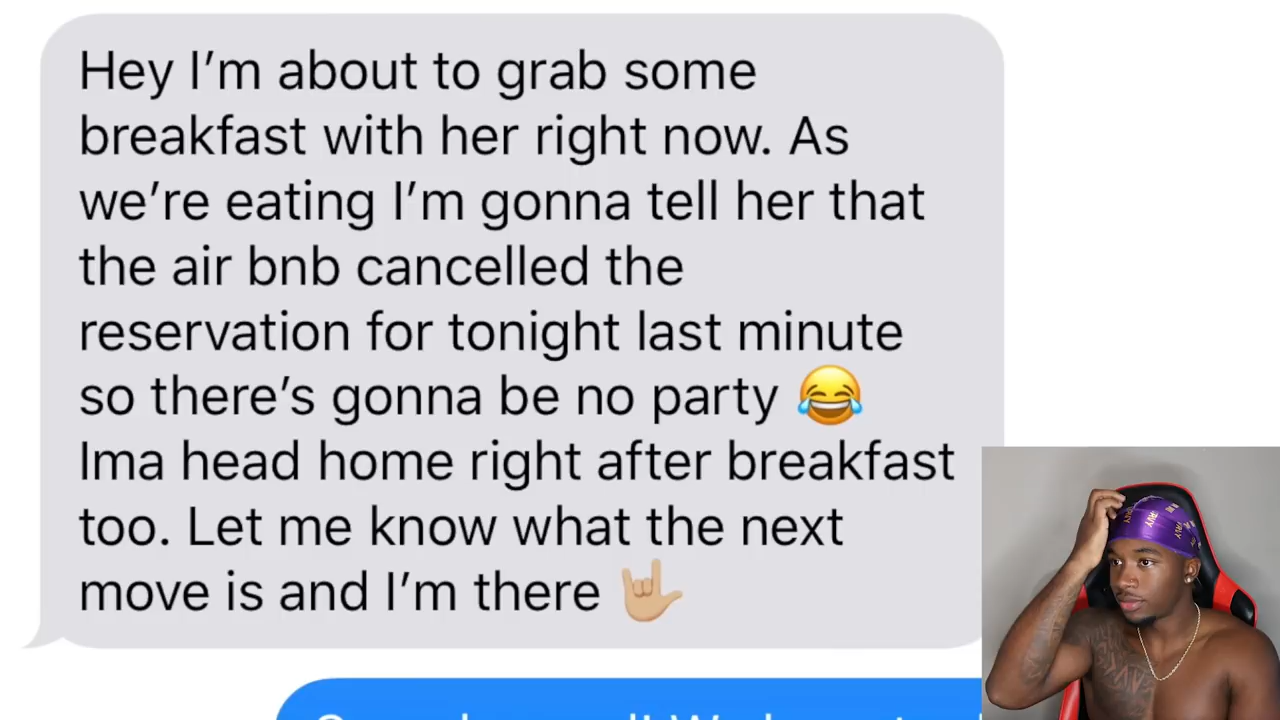 Hey I’m about to grab some
breakfast with her right now. As
we’re eating I’m gonna tell her that
the air bnb cancelled the
reservation for tonight last minute
so there’s gonna be no party 😂
Ima head home right after breakfast
too. Let me know what the next
move is and I’m there 🤟🏼